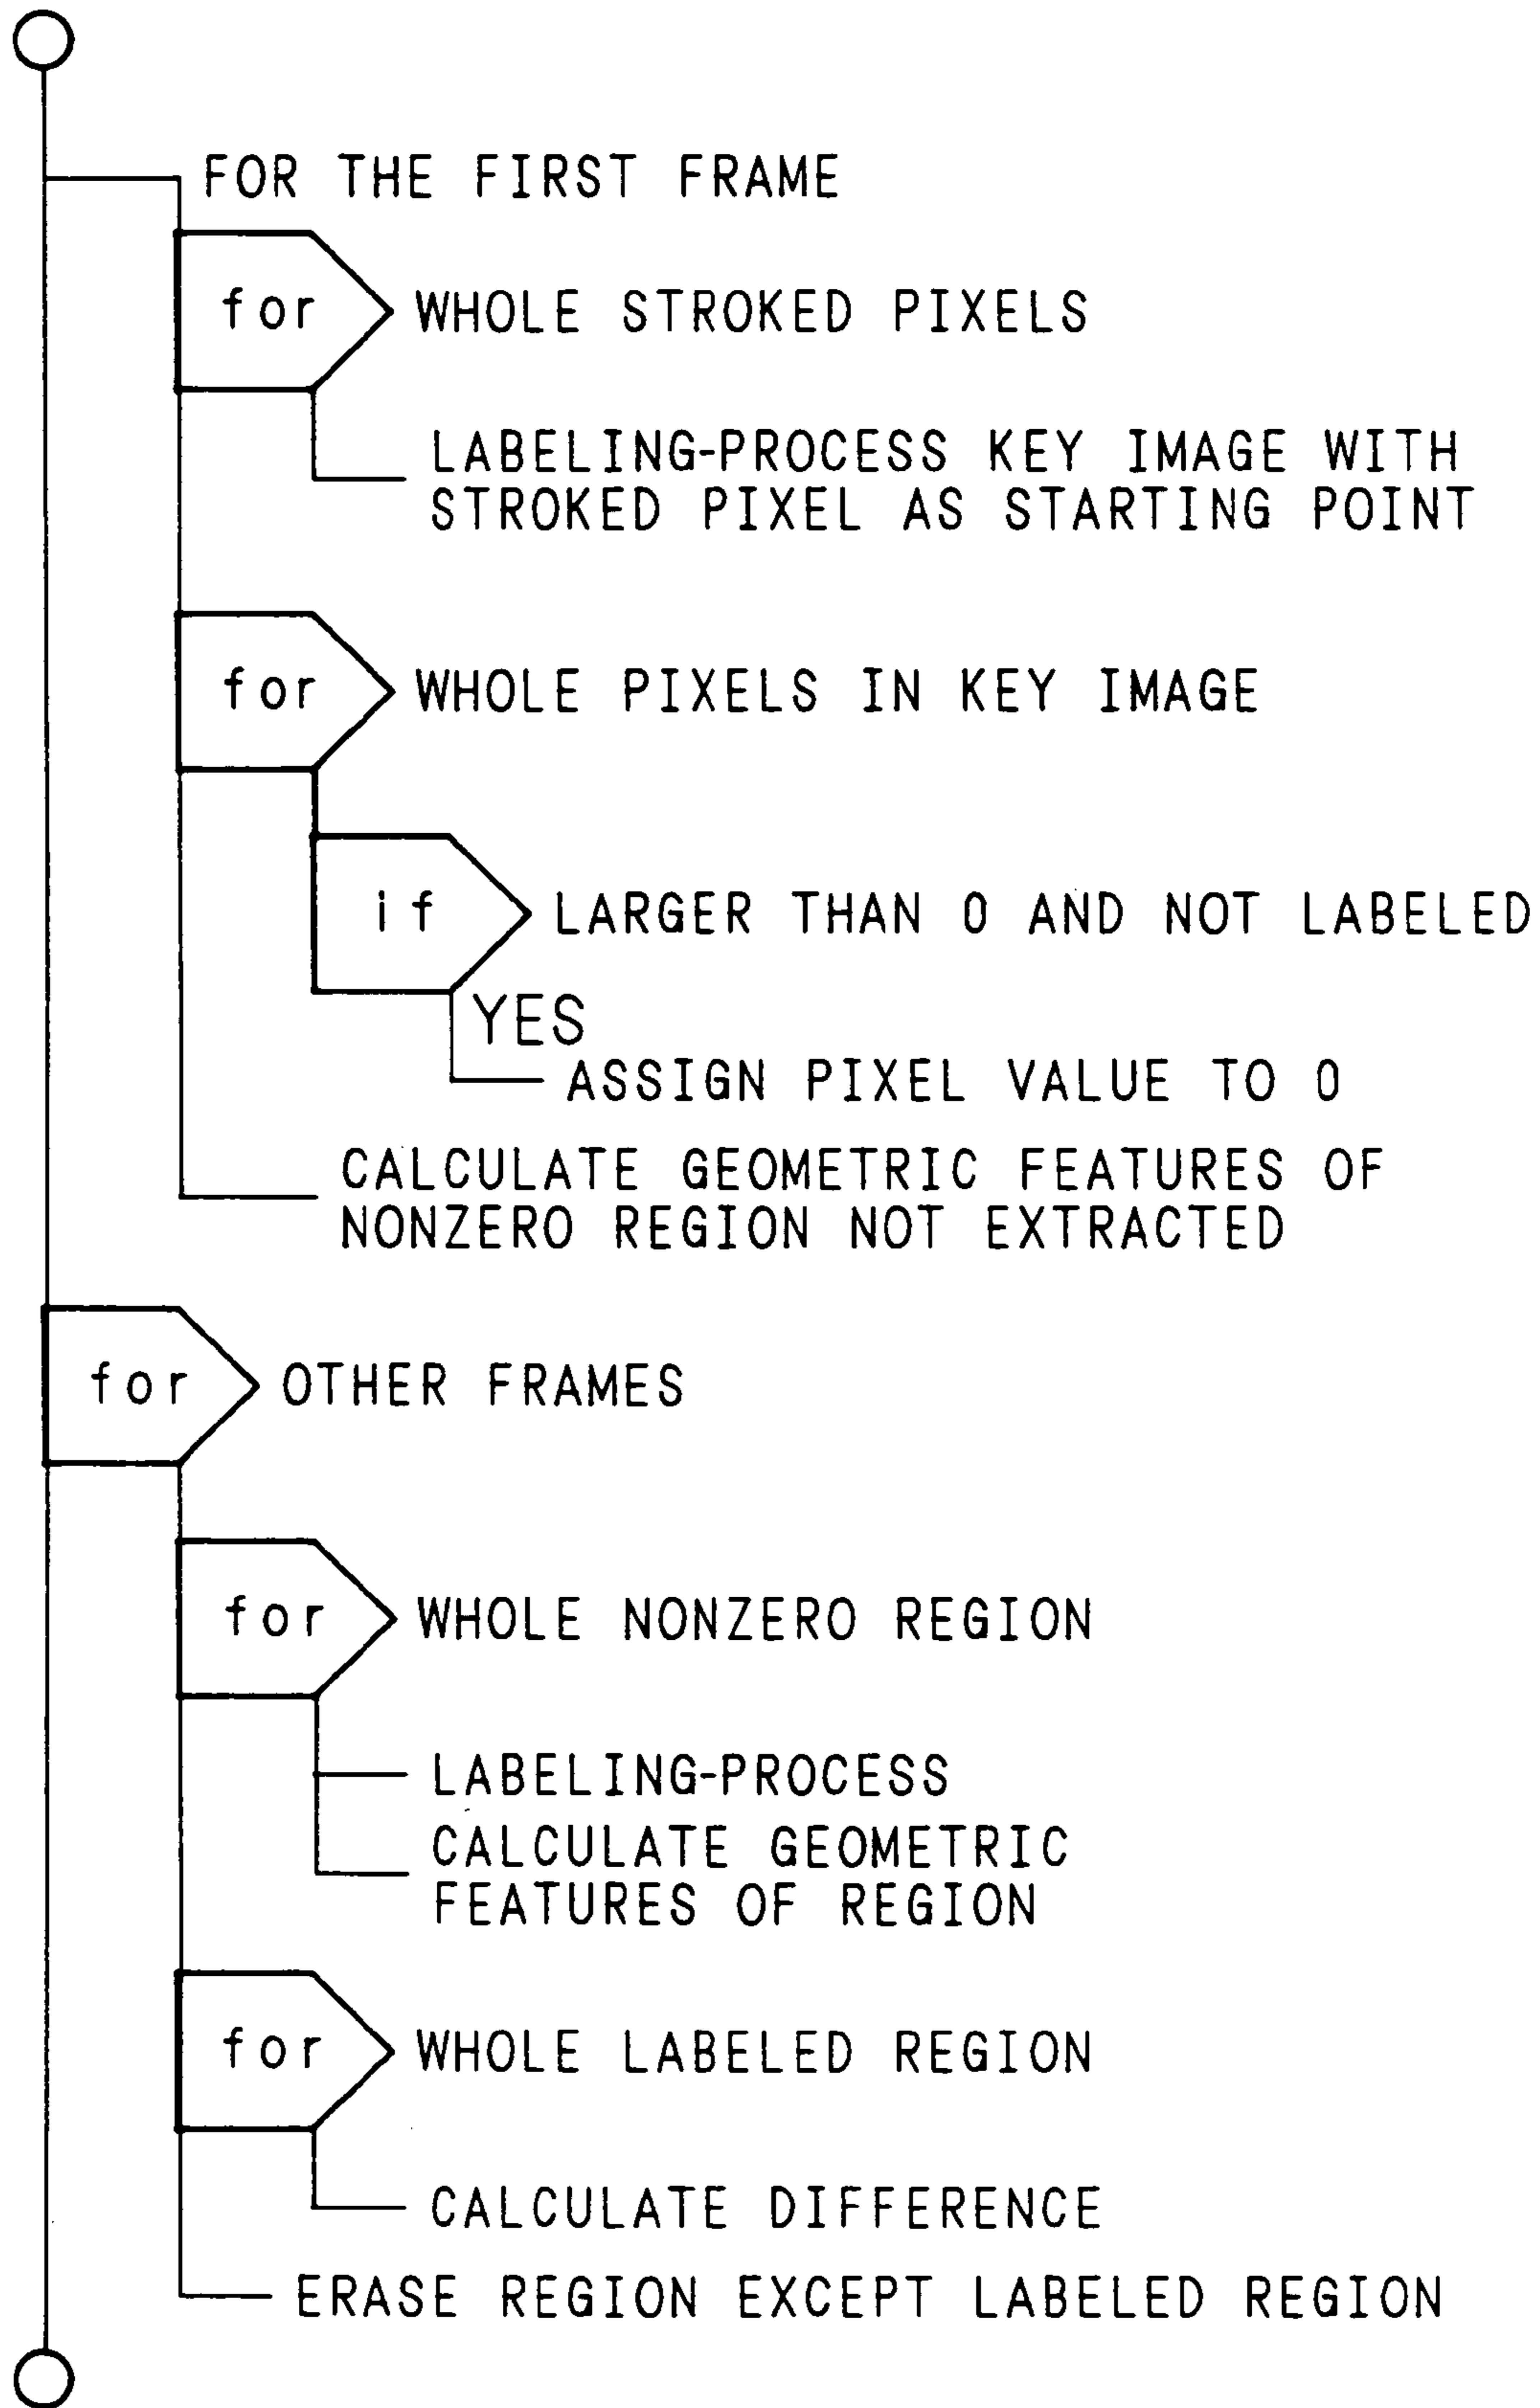 FOR THE FIRST FRAME
for WHOLE STROKED PIXELS
LABELING-PROCESS KEY IMAGE WITH
STROKED PIXEL AS STARTING POINT
for WHOLE PIXELS IN KEY IMAGE
if LARGER THAN 0 AND NOT LABELED
YES
ASSIGN PIXEL VALUE TO 0
CALCULATE GEOMETRIC FEATURES OF
NONZERO REGION NOT EXTRACTED
for OTHER FRAMES
for WHOLE NONZERO REGION
LABELING-PROCESS
CALCULATE GEOMETRIC
FEATURES OF REGION
for WHOLE LABELED REGION
CALCULATE DIFFERENCE
ERASE REGION EXCEPT LABELED REGION